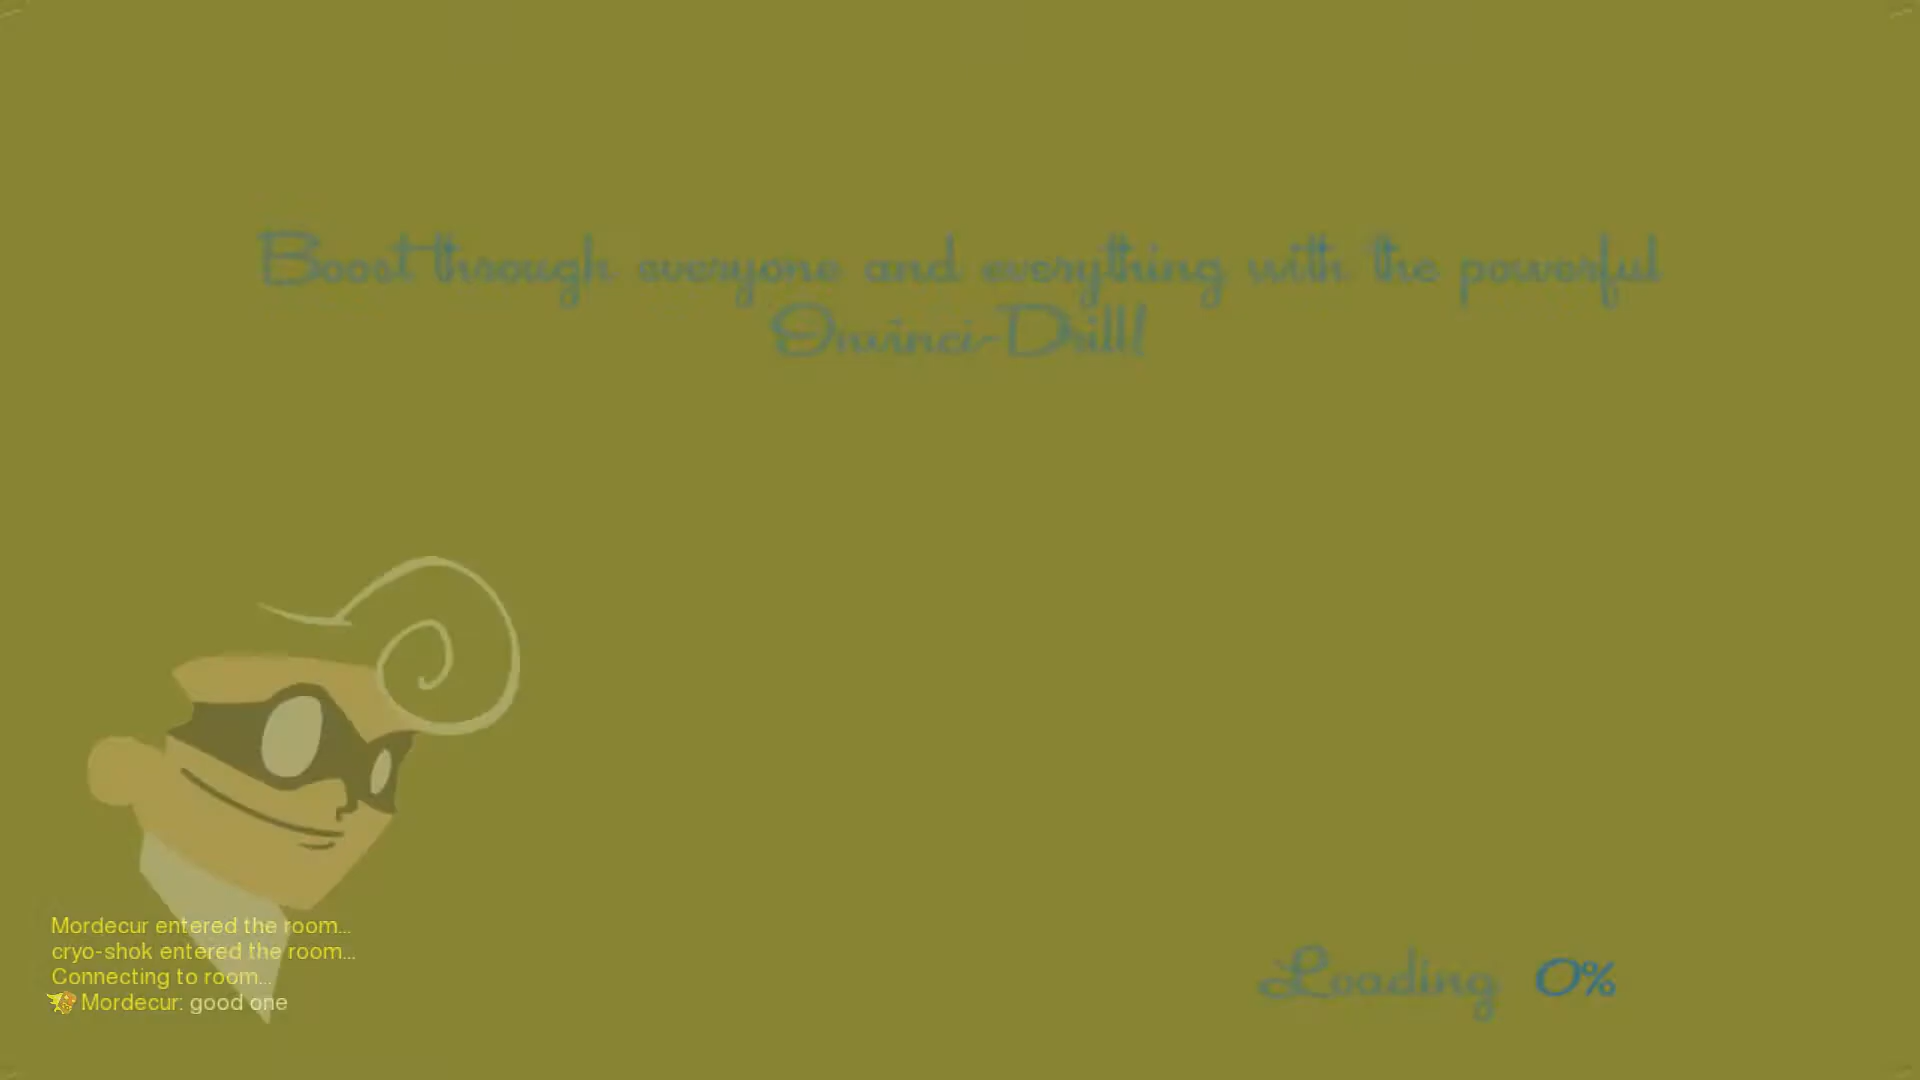 Boost through everyone and everything with the powerful
Invinci-Drill!
Mordecur entered the room...
cryo-shok entered the room...
Connecting to room...
Mordecur: good one
Loading 0%